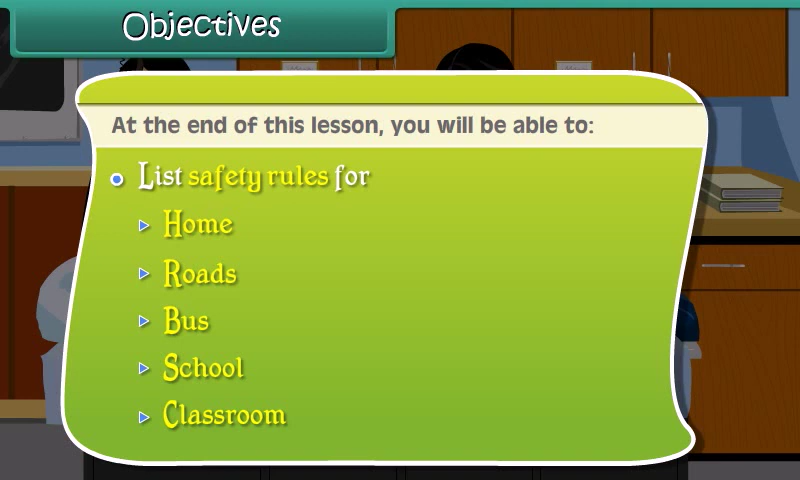 Objectives
At the end of this lesson, you will be able to:
List safety rules for
Home
Roads
Bus
School
Classroom